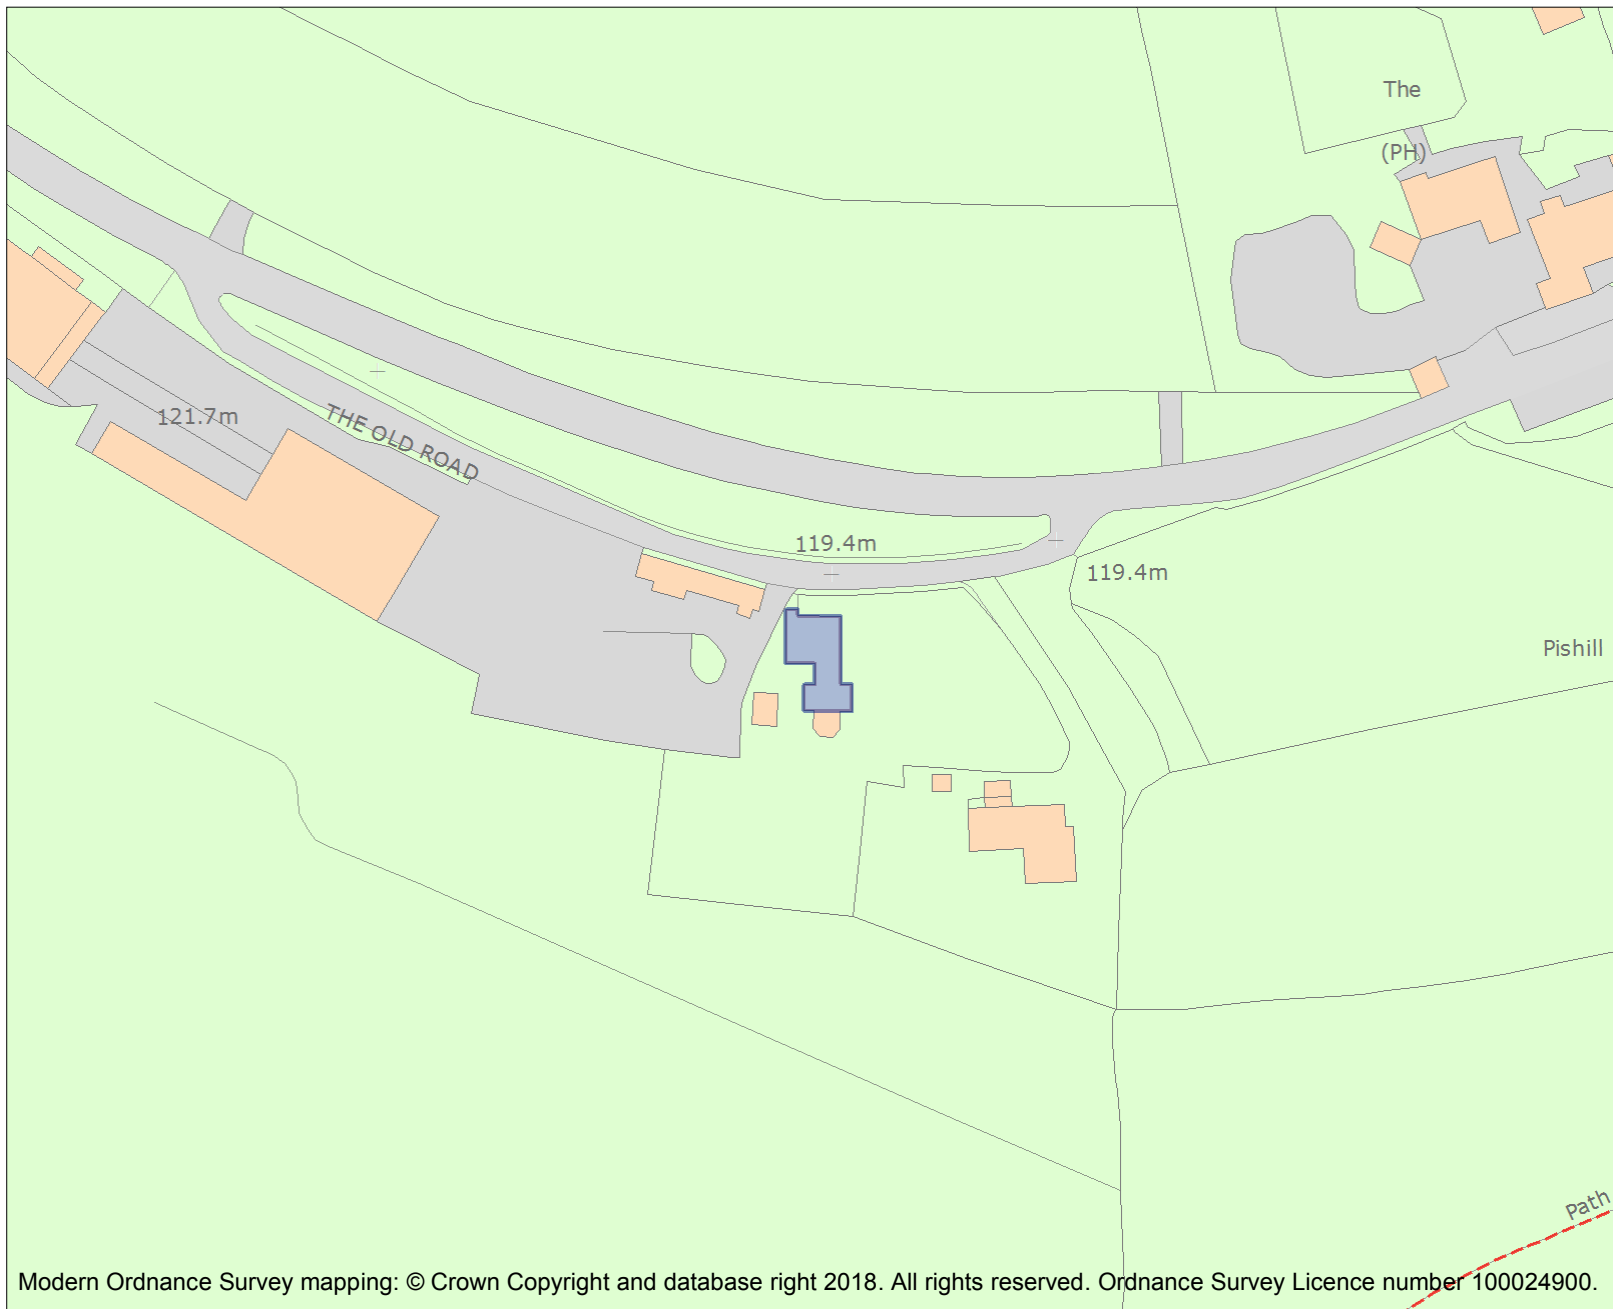 The
(PH)
121.7m
THE OLD ROAD
119.4m
119.4m
Pishill
Path
Modern Ordnance Survey mapping: © Crown Copyright and database right 2018. All rights reserved. Ordnance Survey Licence number 100024900.